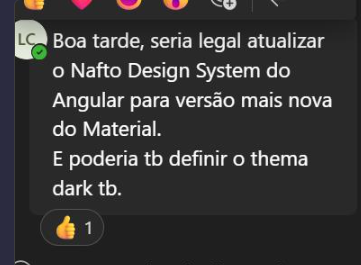 LC
Boa tarde, seria legal atualizar
o Nafto Design System do
Angular para versão mais nova
do Material.
E poderia tb definir o thema
dark tb.
1